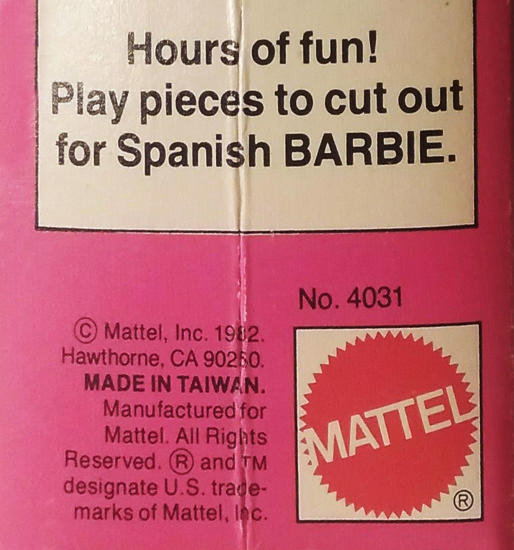 Hours of fun!
Play pieces to cut out
for Spanish BARBIE.
No. 4031
© Mattel, Inc. 1982.
Hawthorne, CA 90250.
MADE IN TAIWAN.
Manufactured for
Mattel. All Rights
Reserved. ® and TM
designate U.S. trade-
marks of Mattel, Inc.
MATTEL
®